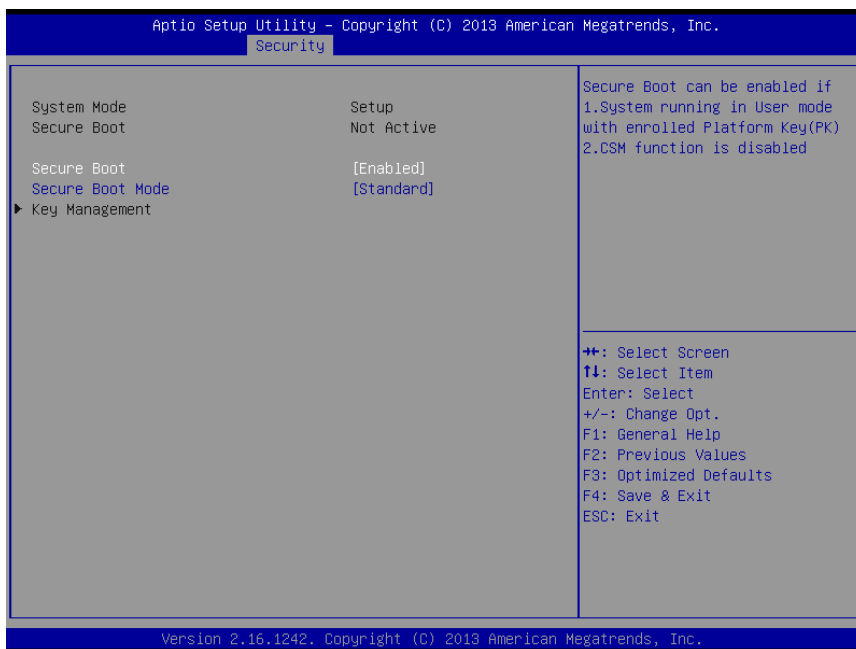 Aptio Setup Utility – Copyright (C) 2013 American Megatrends, Inc.
Security
System Mode Setup
Secure Boot Not Active
Secure Boot [Enabled]
Secure Boot Mode [Standard]
Key Management
Secure Boot can be enabled if
1.System running in User mode
with enrolled Platform Key(PK)
2.CSM function is disabled
→←: Select Screen
↑↓: Select Item
Enter: Select
+/-: Change Opt.
F1: General Help
F2: Previous Values
F3: Optimized Defaults
F4: Save & Exit
ESC: Exit
Version 2.16.1242. Copyright (C) 2013 American Megatrends, Inc.